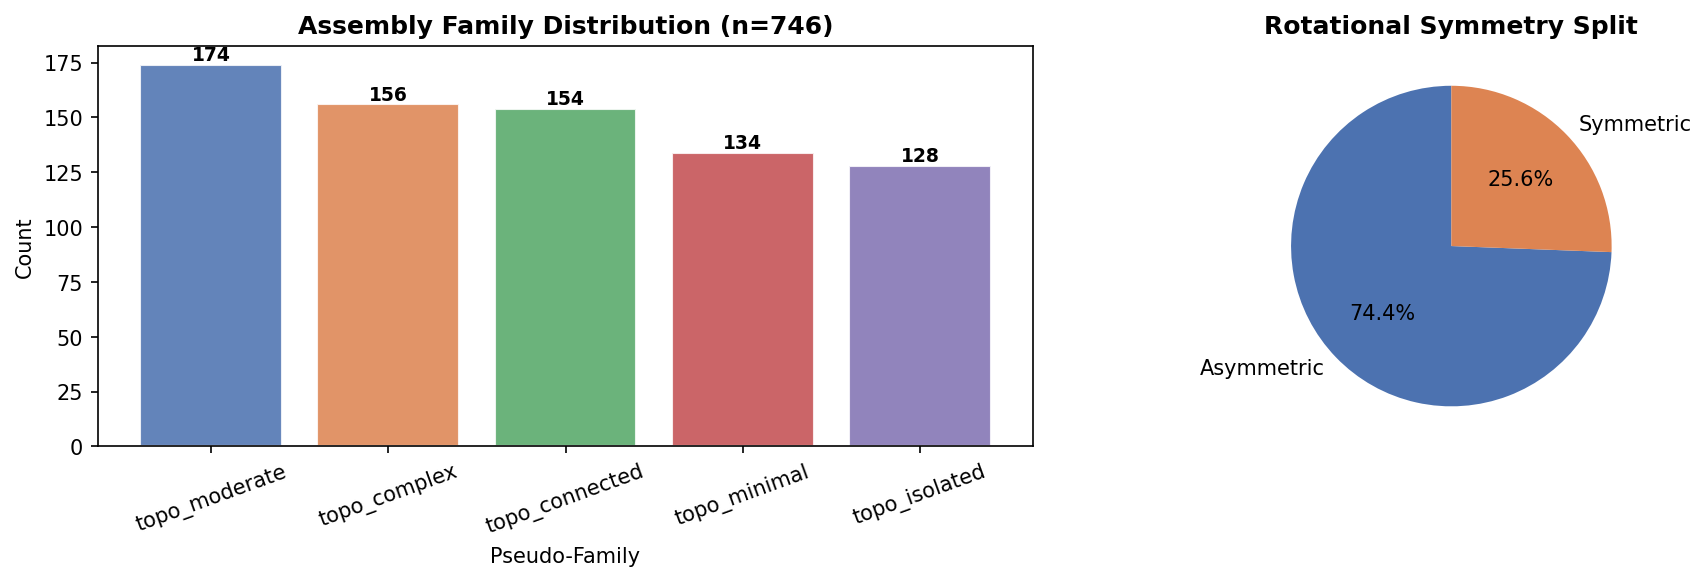 Assembly Family Distribution (n=746)
Count
175
150
125
100
75
50
25
0
174
156
154
134
128
topo_moderate
topo_complex
topo_connected
topo_minimal
topo_isolated
Pseudo-Family
Rotational Symmetry Split
Symmetric
25.6%
74.4%
Asymmetric